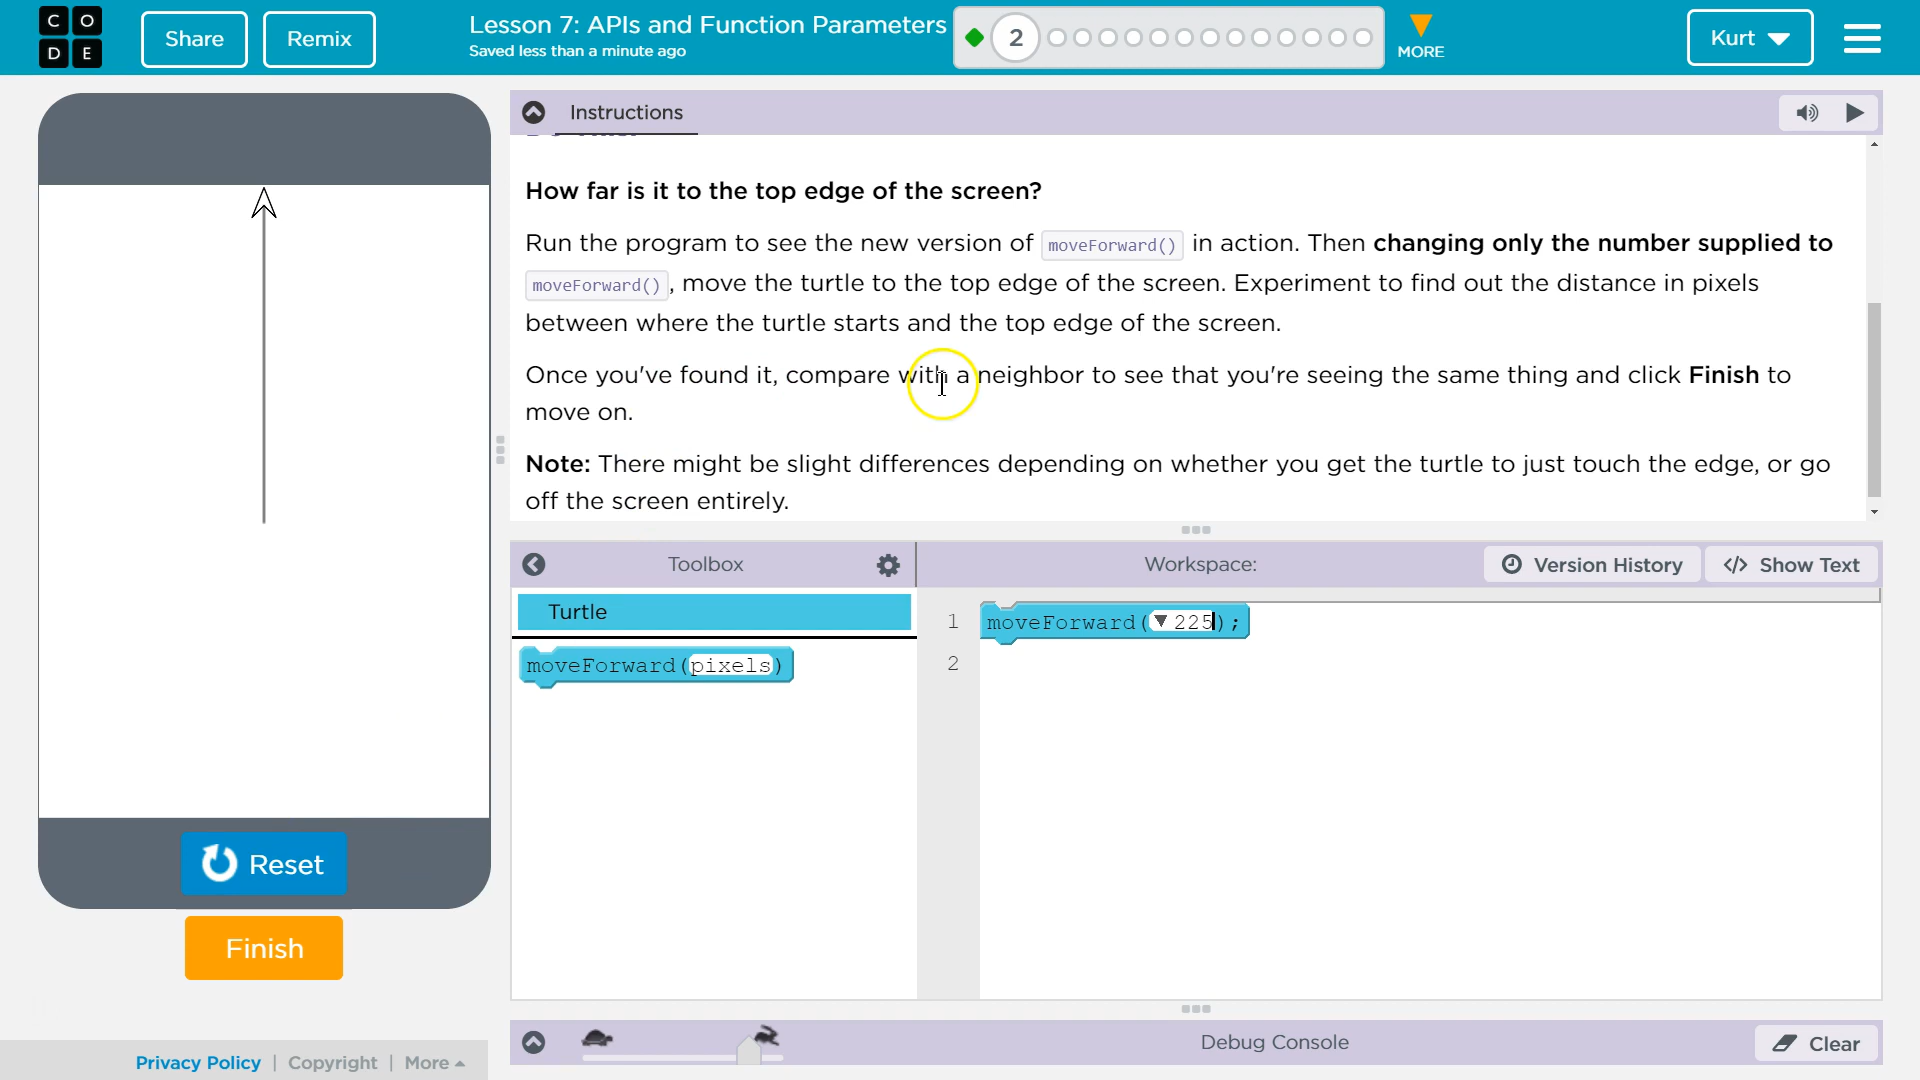 C O
D E
Share
Remix
Lesson 7: APIs and Function Parameters
Saved less than a minute ago
2
MORE
Kurt
Instructions
How far is it to the top edge of the screen?
Run the program to see the new version of moveForward() in action. Then changing only the number supplied to
moveForward(), move the turtle to the top edge of the screen. Experiment to find out the distance in pixels
between where the turtle starts and the top edge of the screen.
Once you've found it, compare with a neighbor to see that you're seeing the same thing and click Finish to
move on.
Note: There might be slight differences depending on whether you get the turtle to just touch the edge, or go
off the screen entirely.
Toolbox
Workspace:
Version History
</> Show Text
Turtle
moveForward(pixels)
1 moveForward(▼225);
2
Reset
Finish
Privacy Policy | Copyright | More
Debug Console
Clear